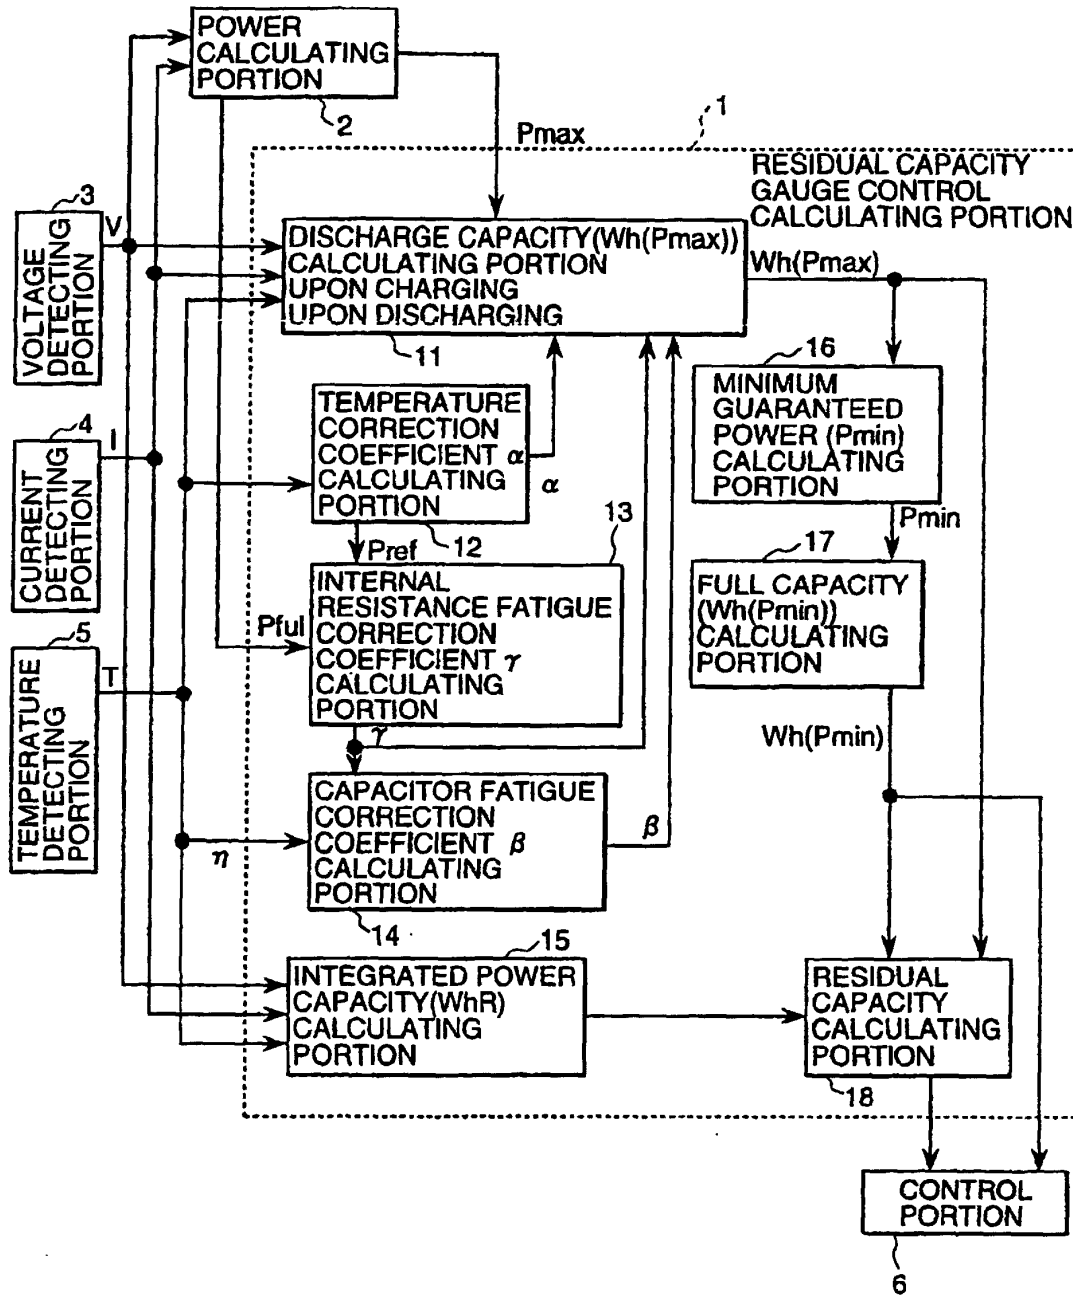 POWER
CALCULATING
PORTION
2
Pmax
1
RESIDUAL CAPACITY
GAUGE CONTROL
CALCULATING PORTION
3
V
VOLTAGE
DETECTING
PORTION
DISCHARGE CAPACITY(Wh(Pmax))
CALCULATING PORTION
UPON CHARGING
UPON DISCHARGING
11
Wh(Pmax)
16
MINIMUM
GUARANTEED
POWER (Pmin)
CALCULATING
PORTION
Pmin
TEMPERATURE
CORRECTION
COEFFICIENT α
CALCULATING
PORTION
α
12
4
I
CURRENT
DETECTING
PORTION
Pref
13
INTERNAL
RESISTANCE FATIGUE
CORRECTION
COEFFICIENT γ
CALCULATING
PORTION
Pful
γ
17
FULL CAPACITY
(Wh(Pmin))
CALCULATING
PORTION
Wh(Pmin)
5
T
TEMPERATURE
DETECTING
PORTION
η
CAPACITOR FATIGUE
CORRECTION
COEFFICIENT β
CALCULATING
PORTION
β
14
15
INTEGRATED POWER
CAPACITY(WhR)
CALCULATING
PORTION
RESIDUAL
CAPACITY
CALCULATING
PORTION
18
CONTROL
PORTION
6